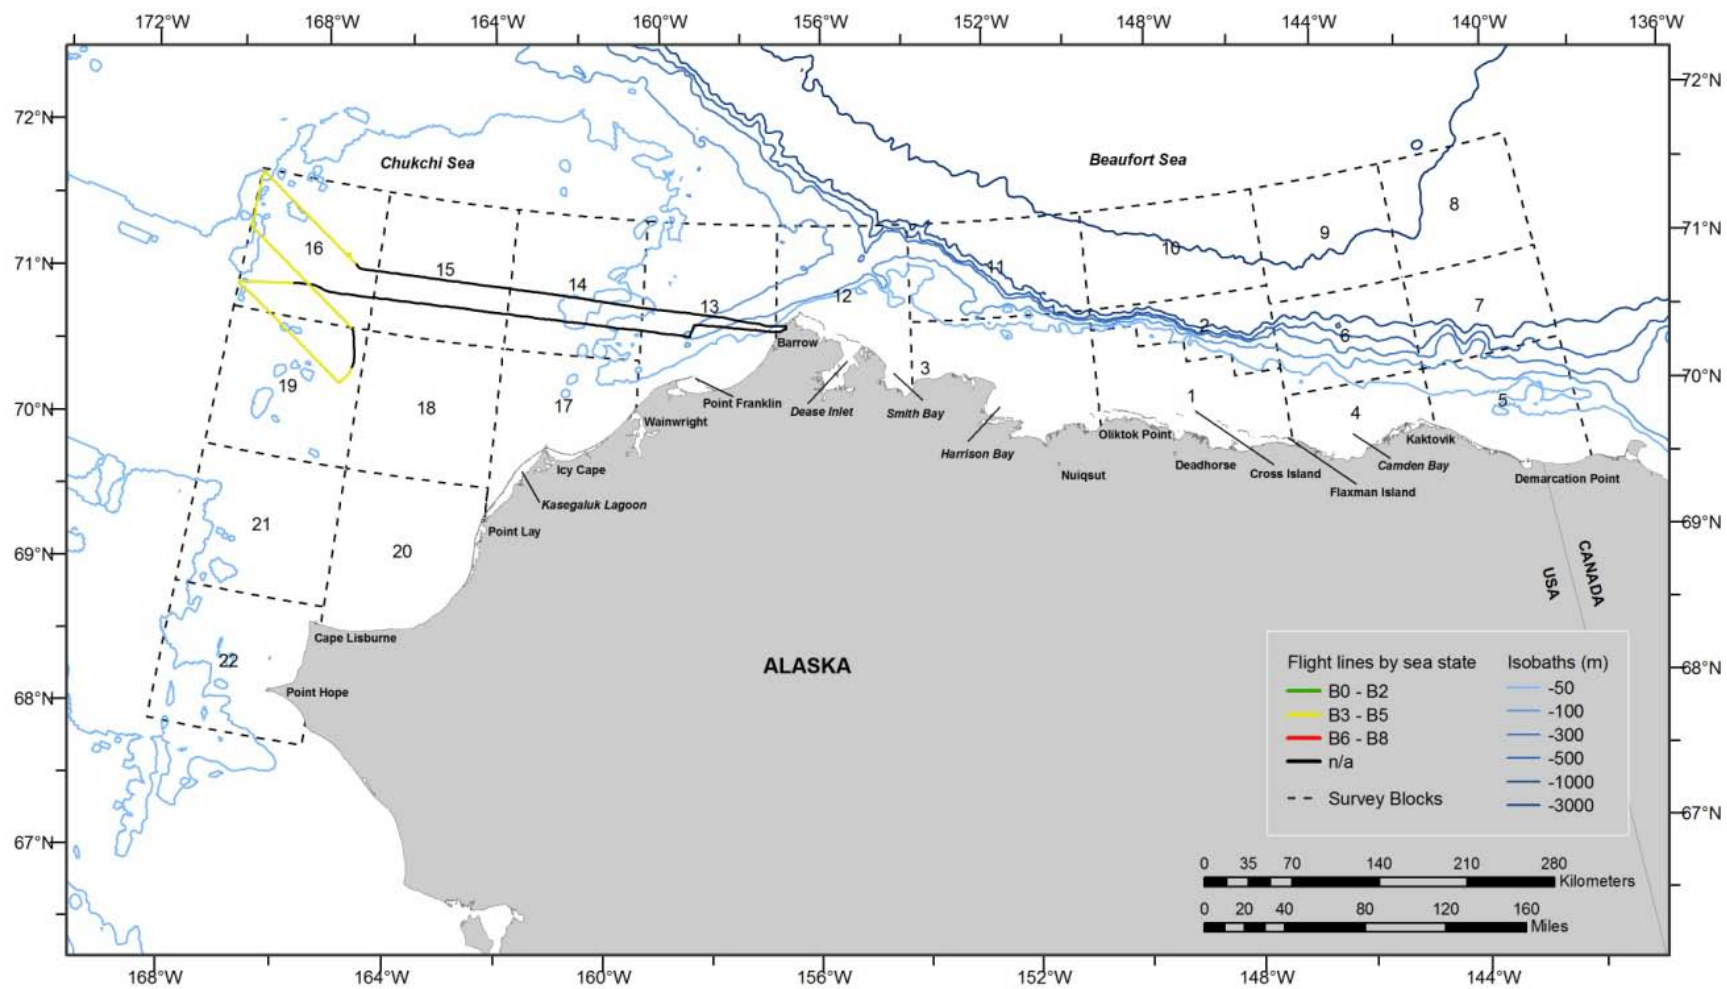 172°W 168°W 164°W 160°W 156°W 152°W 148°W 144°W 140°W 136°W
72°N 72°N
Chukchi Sea Beaufort Sea
8
16 9
71°N 15 10 71°N
14 11
13 12 7
2 6
Barrow
70°N 19 3 70°N
18 17 Point Franklin Dease Inlet Smith Bay 1 4 5
Wainwright
Oliktok Point Kaktovik
Harrison Bay
Icy Cape Nuiqsut Deadhorse Cross Island Camden Bay
Kasegaluk Lagoon Flaxman Island Demarcation Point
21 69°N
Point Lay
69°N 20
USA CANADA
Cape Lisburne
22 ALASKA 68°N
Point Hope
68°N
Flight lines by sea state
B0 - B2
B3 - B5
B6 - B8
n/a
Survey Blocks
Isobaths (m)
-50
-100
-300
-500
-1000
-3000
67°N 67°N
0 35 70 140 210 280
Kilometers
0 20 40 80 120 160
Miles
168°W 164°W 160°W 152°W 148°W 144°W